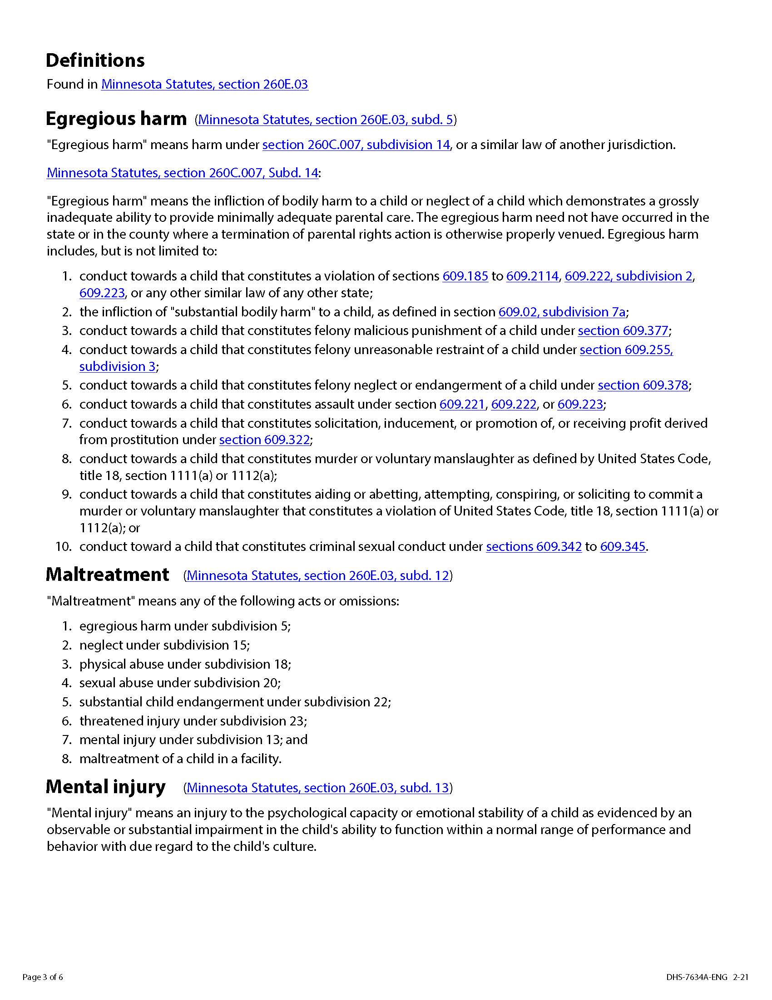 Definitions
Found in Minnesota Statutes, section 260E.03
Egregious harm (Minnesota Statutes, section 260E.03, subd. 5)
"Egregious harm" means harm under section 260C.007, subdivision 14, or a similar law of another jurisdiction.
Minnesota Statutes, section 260C.007, Subd. 14:
"Egregious harm" means the infliction of bodily harm to a child or neglect of a child which demonstrates a grossly
inadequate ability to provide minimally adequate parental care. The egregious harm need not have occurred in the
state or in the county where a termination of parental rights action is otherwise properly venued. Egregious harm
includes, but is not limited to:
1. conduct towards a child that constitutes a violation of sections 609.185 to 609.2114, 609.222, subdivision 2,
609.223, or any other similar law of any other state;
2. the infliction of "substantial bodily harm" to a child, as defined in section 609.02, subdivision 7a;
3. conduct towards a child that constitutes felony malicious punishment of a child under section 609.377;
4. conduct towards a child that constitutes felony unreasonable restraint of a child under section 609.255,
subdivision 3;
5. conduct towards a child that constitutes felony neglect or endangerment of a child under section 609.378;
6. conduct towards a child that constitutes assault under section 609.221, 609.222, or 609.223;
7. conduct towards a child that constitutes solicitation, inducement, or promotion of, or receiving profit derived
from prostitution under section 609.322;
8. conduct towards a child that constitutes murder or voluntary manslaughter as defined by United States Code,
title 18, section 1111(a) or 1112(a);
9. conduct towards a child that constitutes aiding or abetting, attempting, conspiring, or soliciting to commit a
murder or voluntary manslaughter that constitutes a violation of United States Code, title 18, section 1111(a) or
1112(a); or
10. conduct toward a child that constitutes criminal sexual conduct under sections 609.342 to 609.345.
Maltreatment (Minnesota Statutes, section 260E.03, subd. 12)
"Maltreatment" means any of the following acts or omissions:
1. egregious harm under subdivision 5;
2. neglect under subdivision 15;
3. physical abuse under subdivision 18;
4. sexual abuse under subdivision 20;
5. substantial child endangerment under subdivision 22;
6. threatened injury under subdivision 23;
7. mental injury under subdivision 13; and
8. maltreatment of a child in a facility.
Mental injury (Minnesota Statutes, section 260E.03, subd. 13)
"Mental injury" means an injury to the psychological capacity or emotional stability of a child as evidenced by an
observable or substantial impairment in the child's ability to function within a normal range of performance and
behavior with due regard to the child's culture.
Page 3 of 6 DHS-7634A-ENG 2-21